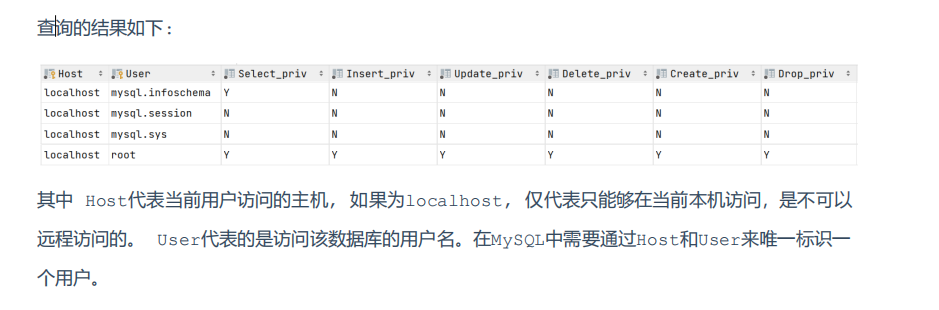 查询的结果如下：
Host User Select_priv Insert_priv Update_priv Delete_priv Create_priv Drop_priv
localhost mysql.infoschema Y N N N N N
localhost mysql.session N N N N N N
localhost mysql.sys N N N N N N
localhost root Y Y Y Y Y Y
其中 Host代表当前用户访问的主机, 如果为localhost, 仅代表只能够在当前本机访问，是不可以
远程访问的。 User代表的是访问该数据库的用户名。在MySQL中需要通过Host和User来唯一标识一
个用户。